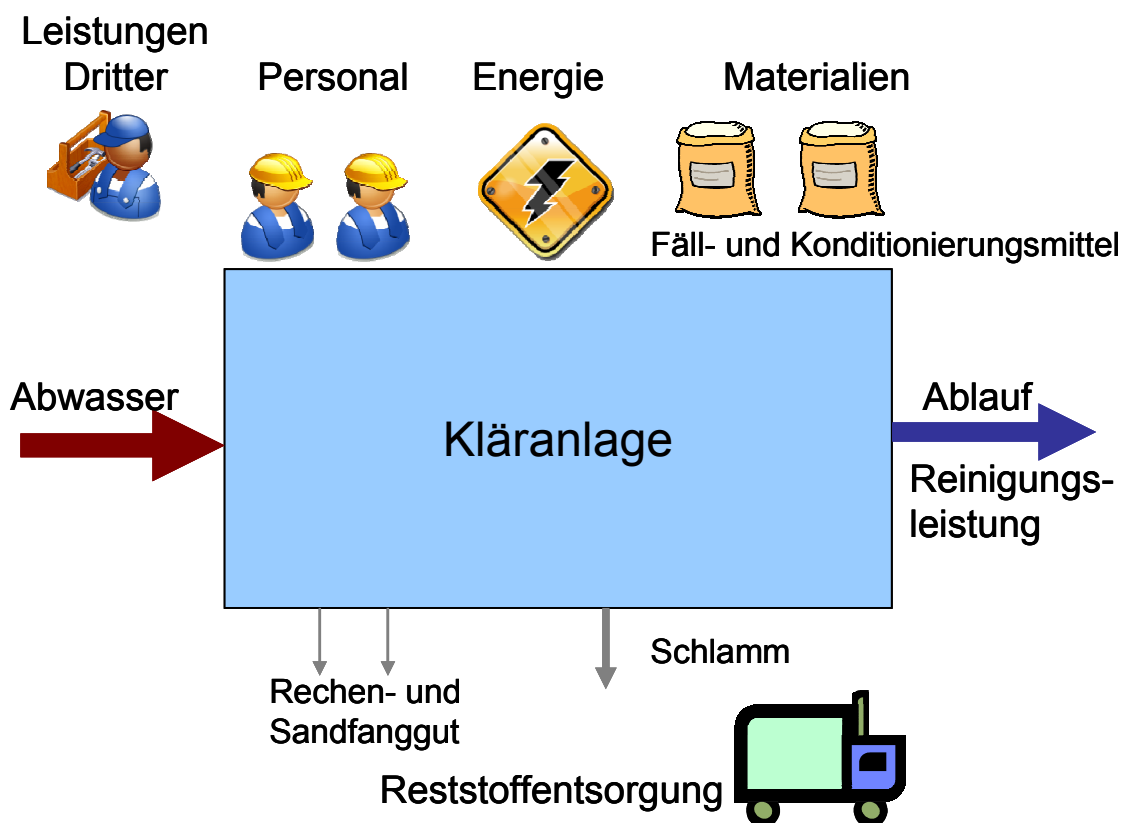 Leistungen
Dritter
Personal
Energie
Materialien
Fäll- und Konditionierungsmittel
Abwasser
Kläranlage
Ablauf
Reinigungs-
leistung
Schlamm
Rechen- und
Sandfanggut
Reststoffentsorgung